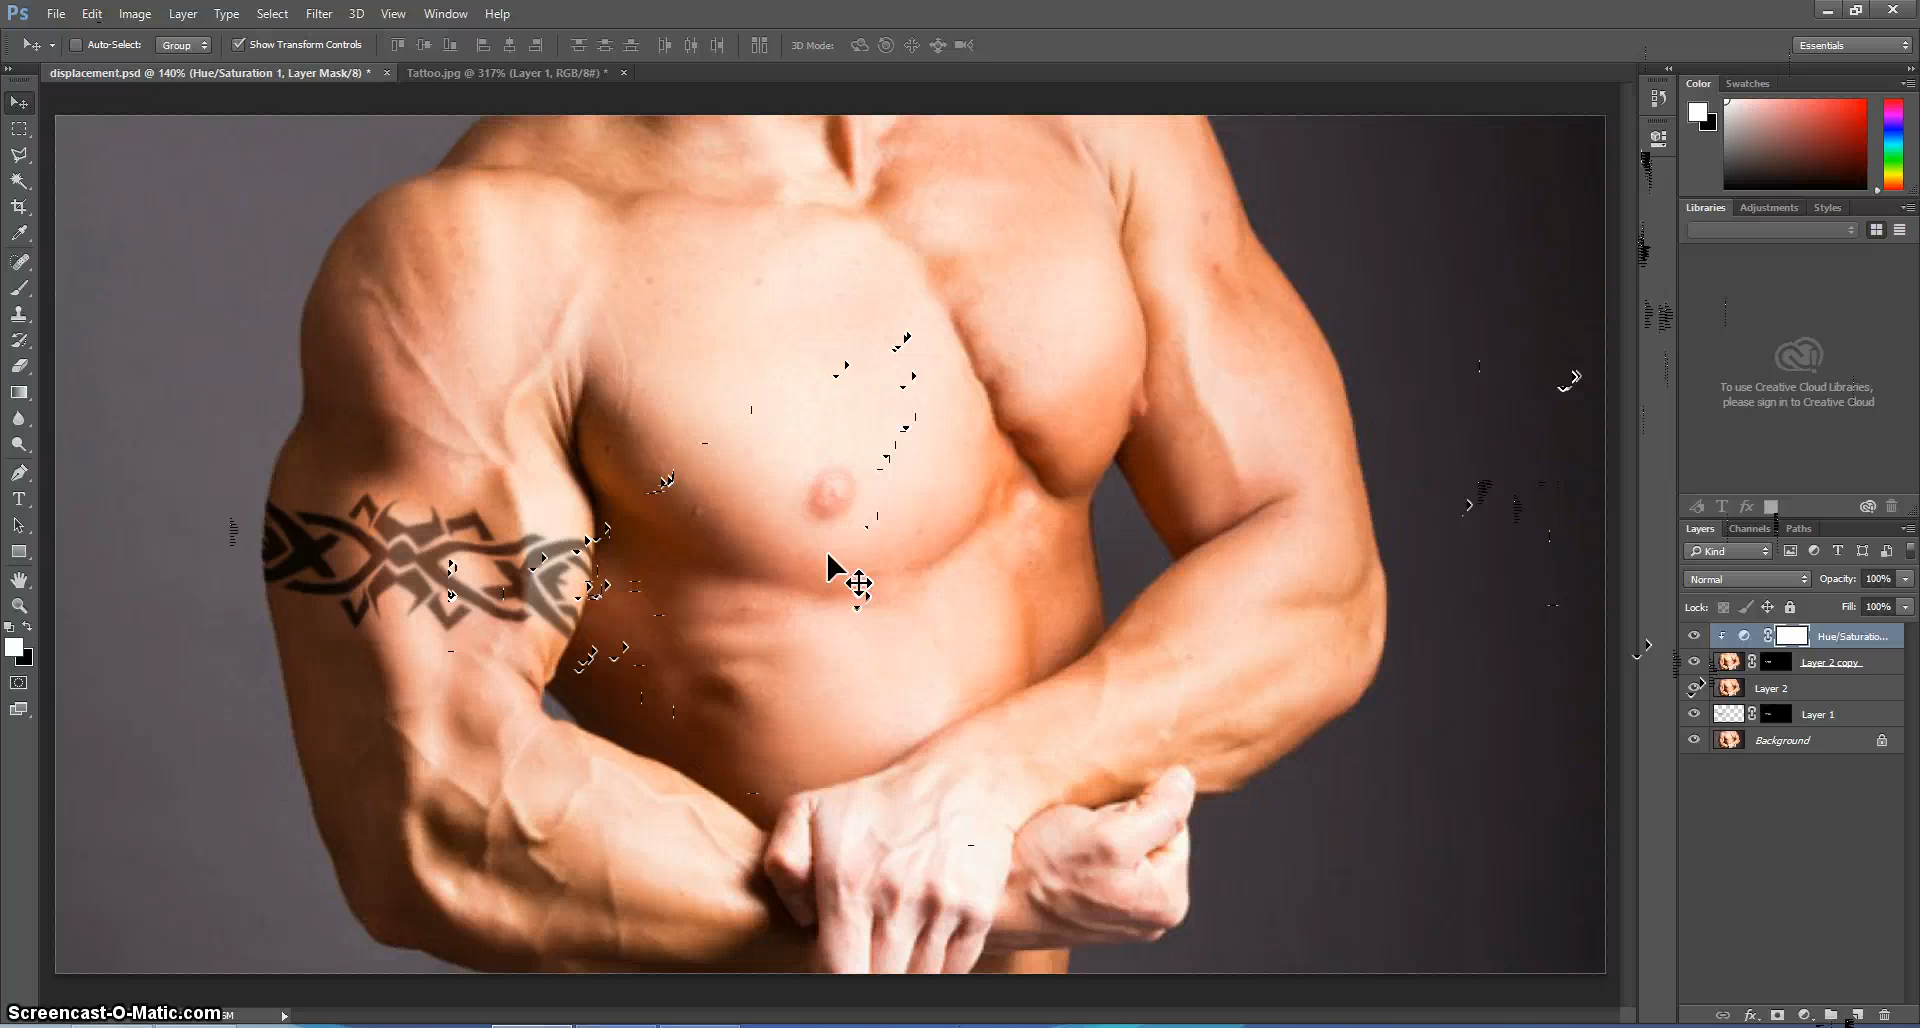 Ps File Edit Image Layer Type Select Filter 3D View Window Help
Auto-Select: Group Show Transform Controls 3D Mode: Essentials
displacement.psd @ 140% (Hue/Saturation 1, Layer Mask/8) * × Tattoo.jpg @ 317% (Layer 1, RGB/8#) * ×
Color Swatches
Libraries Adjustments Styles
To use Creative Cloud Libraries,
please sign in to Creative Cloud
Layers Channels Paths
Kind
Normal Opacity: 100%
Lock: Fill: 100%
Hue/Saturatio...
Layer 2 copy
Layer 2
Layer 1
Background
Screencast-O-Matic.com